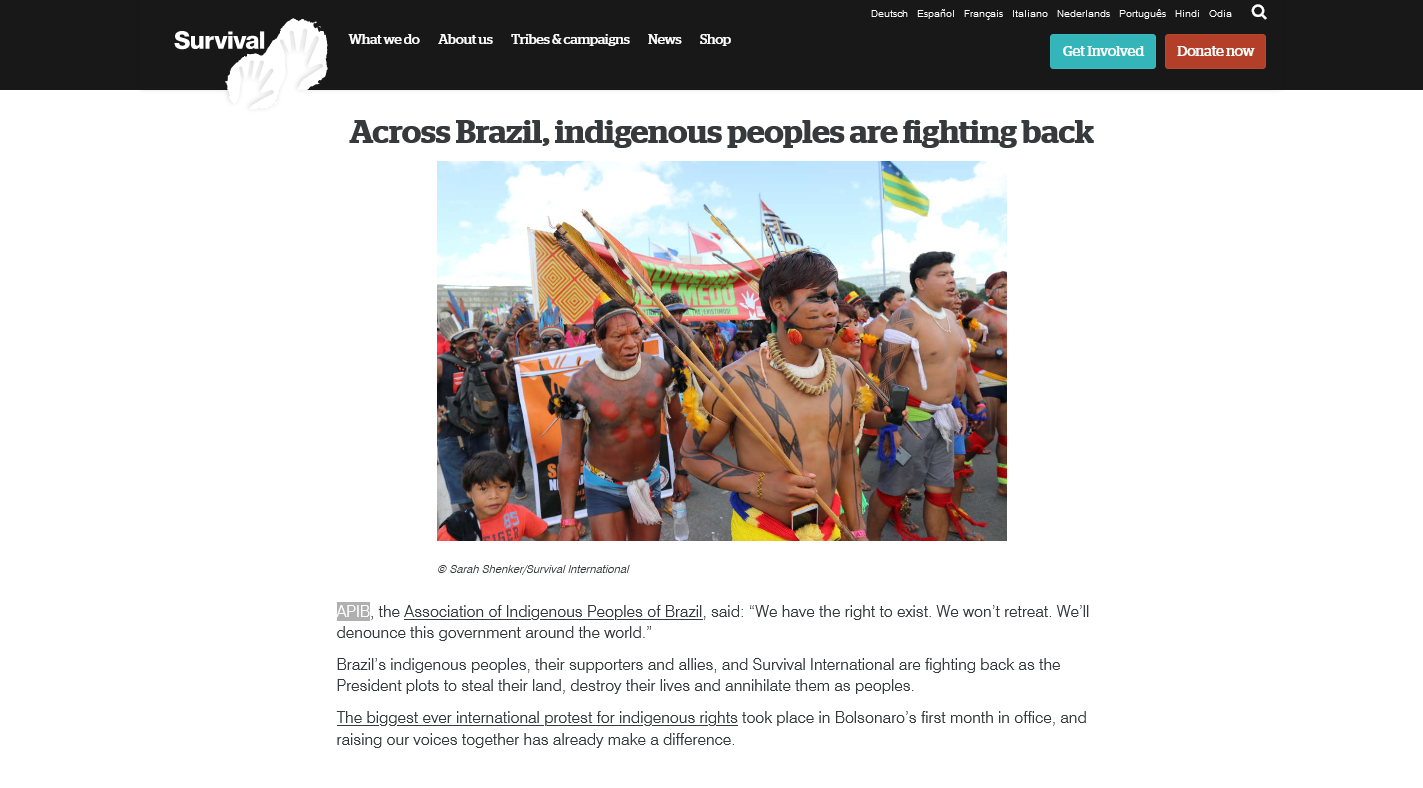 Deutsch Español Français Italiano Nederlands Português Hindi Odia
Survival
What we do About us Tribes & campaigns News Shop
Get Involved Donate now
Across Brazil, indigenous peoples are fighting back
SEM MEDO
85
TIGER
© Sarah Shenker/Survival International
APIB, the Association of Indigenous Peoples of Brazil, said: “We have the right to exist. We won’t retreat. We’ll
denounce this government around the world.”
Brazil’s indigenous peoples, their supporters and allies, and Survival International are fighting back as the
President plots to steal their land, destroy their lives and annihilate them as peoples.
The biggest ever international protest for indigenous rights took place in Bolsonaro’s first month in office, and
raising our voices together has already make a difference.